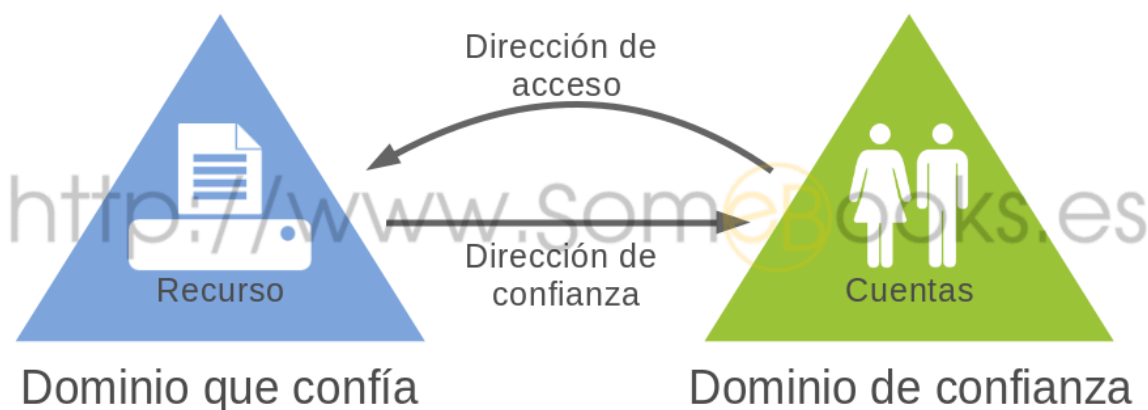 Dirección de
acceso
http://www.SomeBooks.es
Dirección de
confianza
Recurso
Cuentas
Dominio que confía
Dominio de confianza